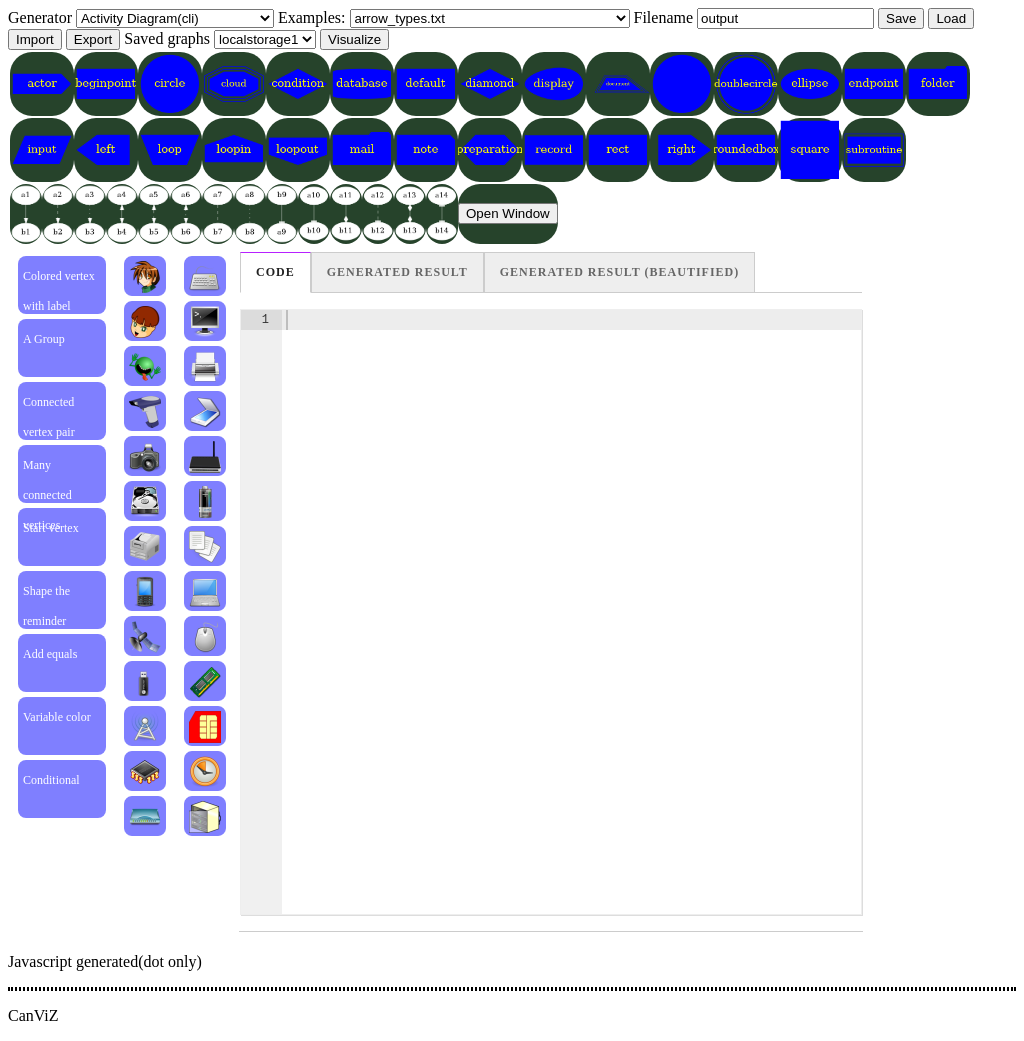 Generator Activity Diagram(cli) Examples: arrow_types.txt Filename output Save Load
Import Export Saved graphs localstorage1 Visualize
actor beginpoint circle cloud condition database default diamond display document doublecircle ellipse endpoint folder
input left loop loopin loopout mail note preparation record rect right roundedbox square subroutine
a1 a2 a3 a4 a5 a6 a7 a8 b9 a10 a11 a12 a13 a14
Open Window
b1 b2 b3 b4 b5 b6 b7 b8 a9 b10 b11 b12 b13 b14
CODE GENERATED RESULT GENERATED RESULT (BEAUTIFIED)
1
Colored vertex
with label
A Group
Connected
vertex pair
Many
connected
vertices
Start vertex
Shape the
reminder
Add equals
Variable color
Conditional
Javascript generated(dot only)
CanViZ